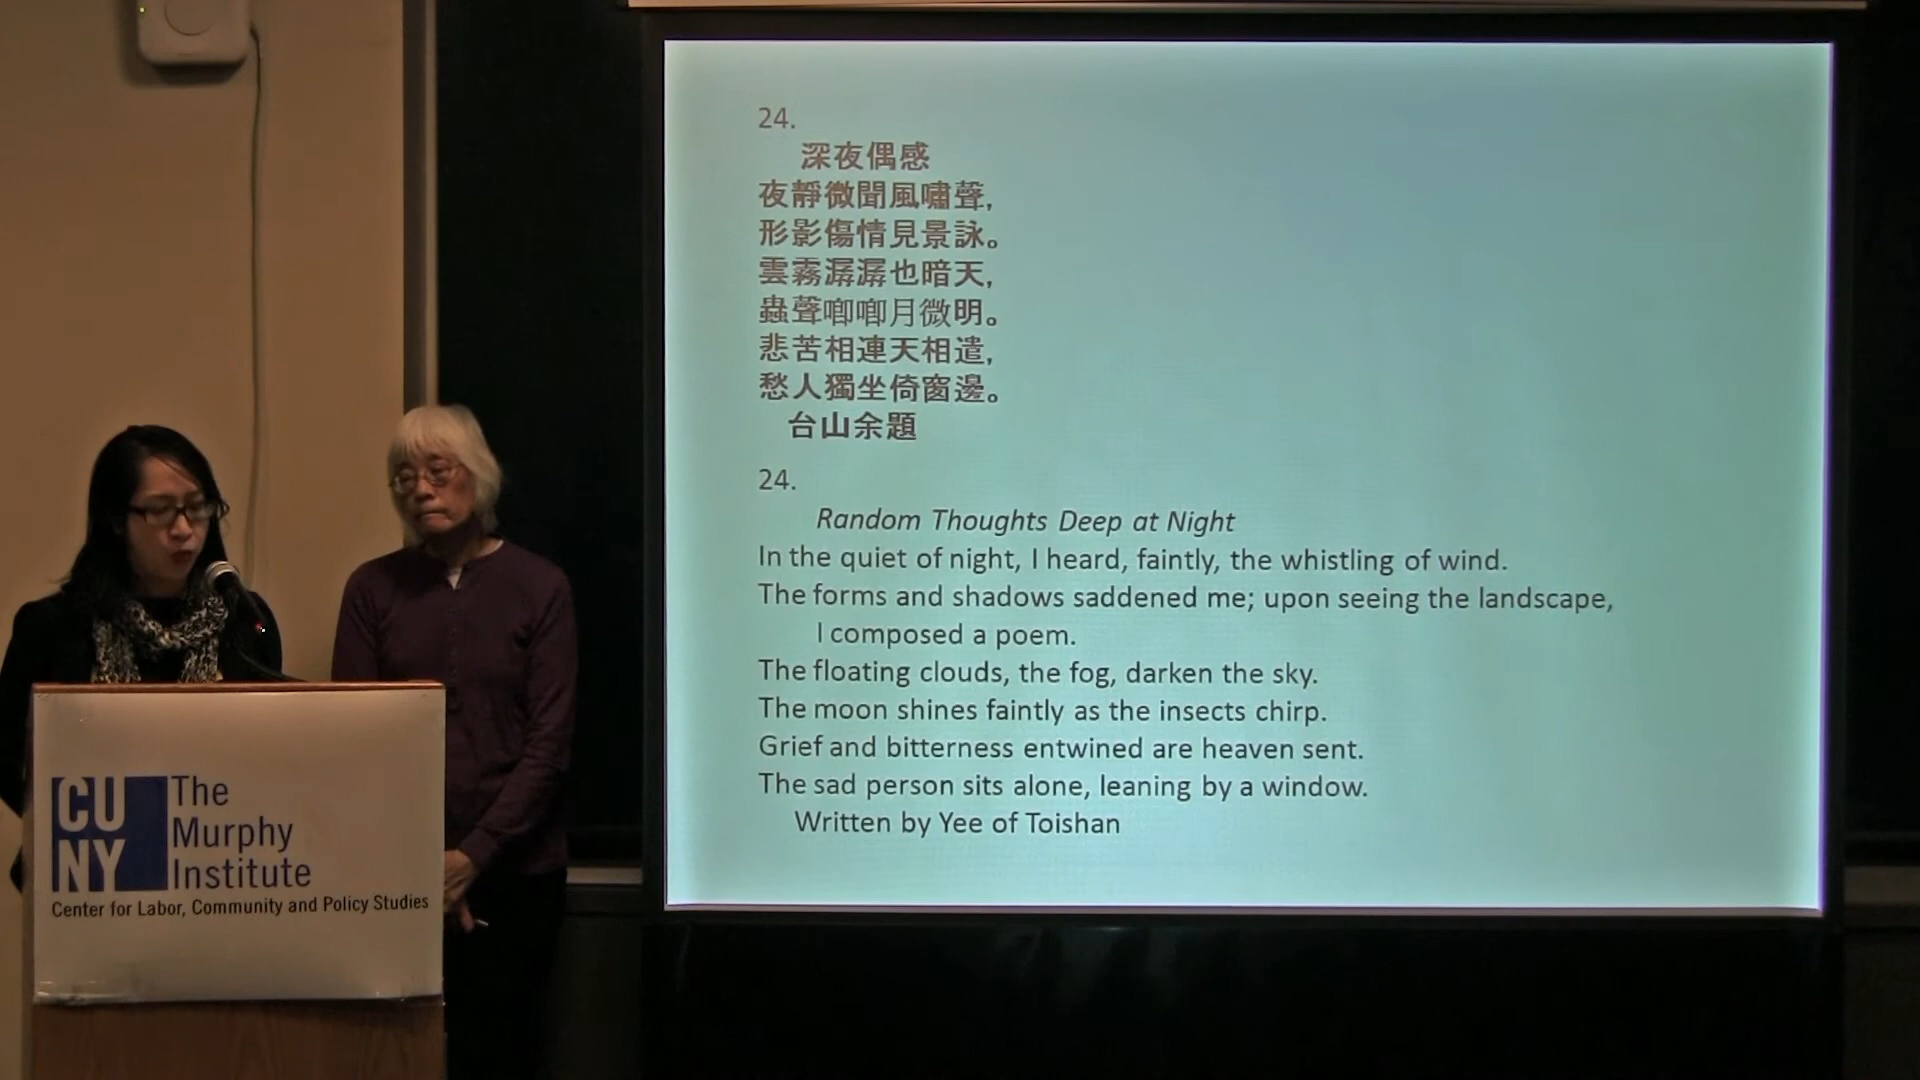 24.
深夜偶感
夜靜微聞風嘯聲,
形影傷情見景詠。
雲霧潺潺也暗天,
蟲聲唧唧月微明。
悲苦相連天相遣,
愁人獨坐倚窗邊。
台山余題
24.
Random Thoughts Deep at Night
In the quiet of night, I heard, faintly, the whistling of wind.
The forms and shadows saddened me; upon seeing the landscape,
I composed a poem.
The floating clouds, the fog, darken the sky.
The moon shines faintly as the insects chirp.
Grief and bitterness entwined are heaven sent.
The sad person sits alone, leaning by a window.
Written by Yee of Toishan
CU
NY
The
Murphy
Institute
Center for Labor, Community and Policy Studies